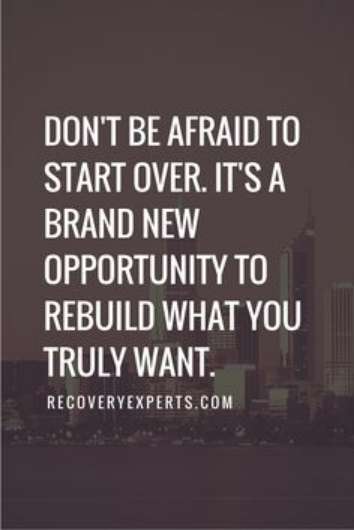 DON'T BE AFRAID TO
START OVER. IT'S A
BRAND NEW
OPPORTUNITY TO
REBUILD WHAT YOU
TRULY WANT.
RECOVERYEXPERTS.COM